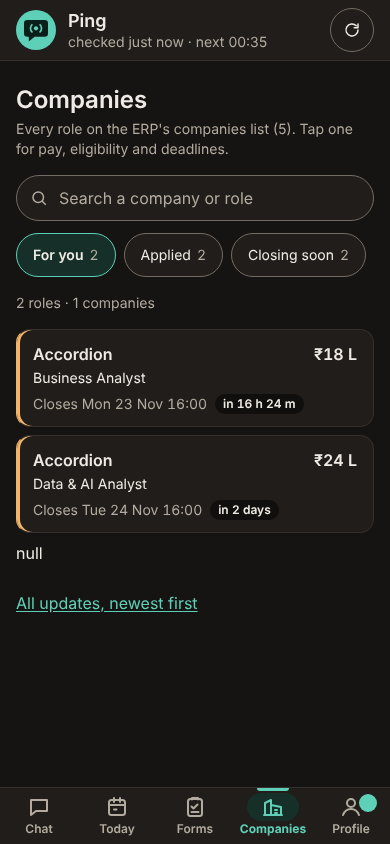 Ping
checked just now · next 00:35
Companies
Every role on the ERP's companies list (5). Tap one
for pay, eligibility and deadlines.
Search a company or role
For you 2
Applied 2
Closing soon 2
2 roles · 1 companies
Accordion ₹18 L
Business Analyst
Closes Mon 23 Nov 16:00 in 16 h 24 m
Accordion ₹24 L
Data & AI Analyst
Closes Tue 24 Nov 16:00 in 2 days
null
All updates, newest first
Chat Today Forms Companies Profile